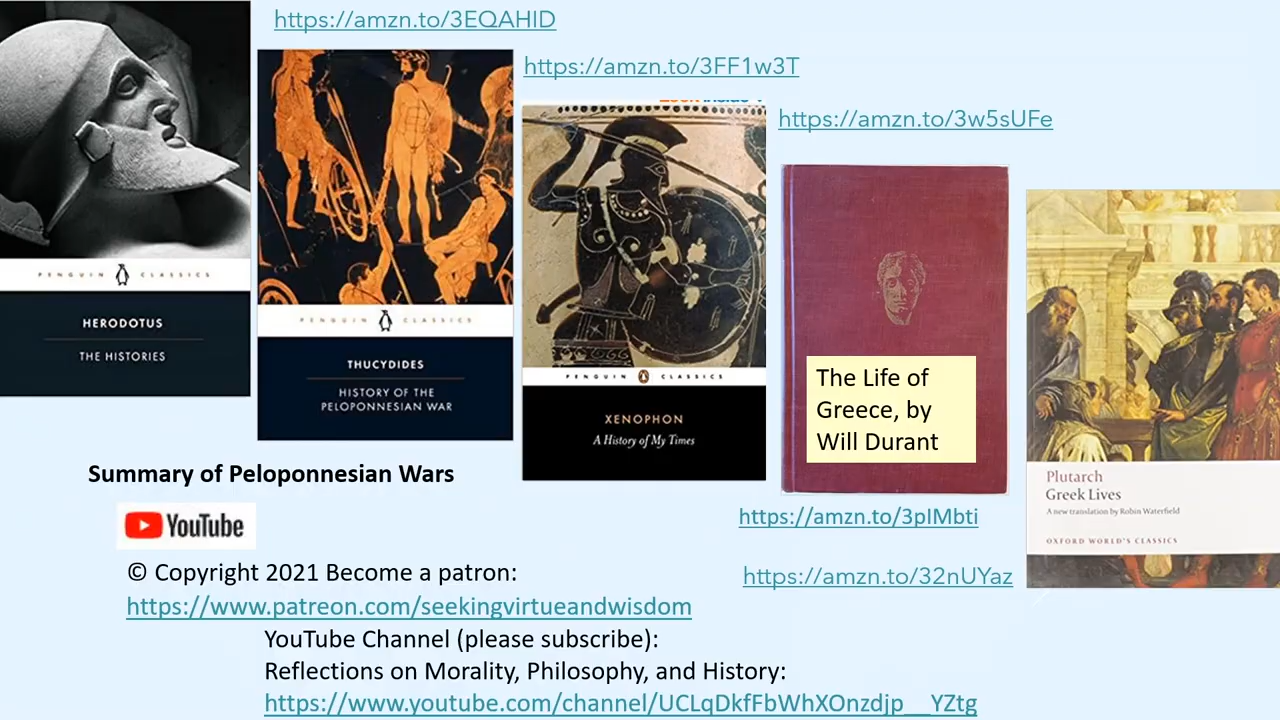 https://amzn.to/3EQAHID
https://amzn.to/3FF1w3T
https://amzn.to/3w5sUFe
PENGUIN CLASSICS
HERODOTUS
THE HISTORIES
PENGUIN CLASSICS
THUCYDIDES
HISTORY OF THE
PELOPONNESIAN WAR
PENGUIN CLASSICS
XENOPHON
A History of My Times
The Life of
Greece, by
Will Durant
Plutarch
Greek Lives
A new translation by Robin Waterfield
OXFORD WORLD'S CLASSICS
Summary of Peloponnesian Wars
YouTube
https://amzn.to/3pIMbti
https://amzn.to/32nUYaz
© Copyright 2021 Become a patron:
https://www.patreon.com/seekingvirtueandwisdom
YouTube Channel (please subscribe):
Reflections on Morality, Philosophy, and History:
https://www.youtube.com/channel/UCLqDkfFbWhXOnzdjp__YZtg